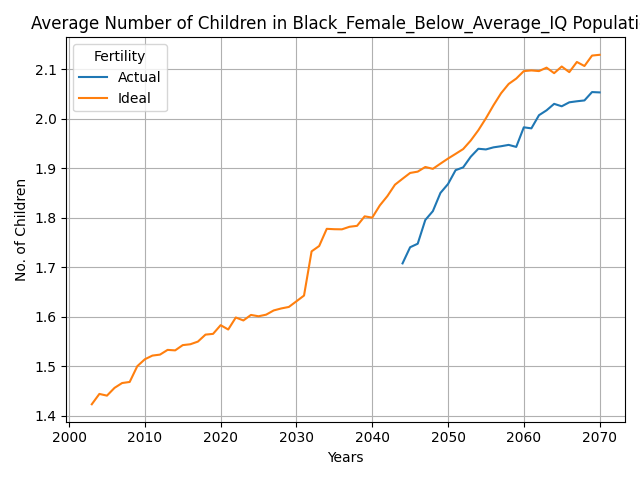 Average Number of Children in Black_Female_Below_Average_IQ Populati
Fertility
Actual
Ideal
2.1
2.0
1.9
1.8
1.7
1.6
1.5
1.4
No. of Children
2000 2010 2020 2030 2040 2050 2060 2070
Years